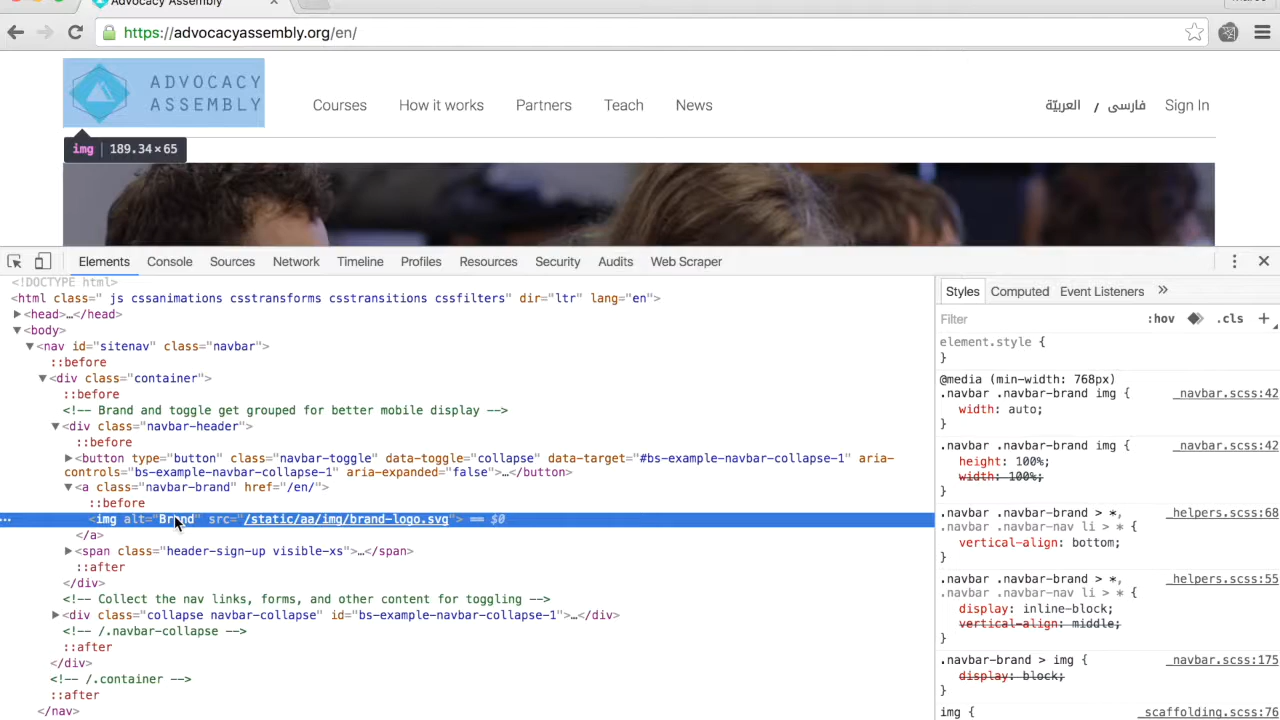 Advocacy Assembly
https://advocacyassembly.org/en/
ADVOCACY
ASSEMBLY
Courses How it works Partners Teach News العربيّة / فارسی Sign In
img 189.34×65
Elements Console Sources Network Timeline Profiles Resources Security Audits Web Scraper
<!DOCTYPE html>
<html class=" js cssanimations csstransforms csstransitions cssfilters" dir="ltr" lang="en">
<head>…</head>
<body>
<nav id="sitenav" class="navbar">
::before
<div class="container">
::before
<!-- Brand and toggle get grouped for better mobile display -->
<div class="navbar-header">
::before
<button type="button" class="navbar-toggle" data-toggle="collapse" data-target="#bs-example-navbar-collapse-1" aria-
controls="bs-example-navbar-collapse-1" aria-expanded="false">…</button>
<a class="navbar-brand" href="/en/">
::before
<img alt="Brand" src="/static/aa/img/brand-logo.svg"> == $0
</a>
<span class="header-sign-up visible-xs">…</span>
::after
</div>
<!-- Collect the nav links, forms, and other content for toggling -->
<div class="collapse navbar-collapse" id="bs-example-navbar-collapse-1">…</div>
<!-- /.navbar-collapse -->
::after
</div>
<!-- /.container -->
::after
</nav>
Styles Computed Event Listeners »
Filter :hov .cls +
element.style {
}
@media (min-width: 768px)
.navbar .navbar-brand img { _navbar.scss:42
width: auto;
}
.navbar .navbar-brand img { _navbar.scss:42
height: 100%;
width: 100%;
}
.navbar .navbar-brand > *, _helpers.scss:68
.navbar .navbar-nav li > * {
vertical-align: bottom;
}
.navbar .navbar-brand > *, _helpers.scss:55
.navbar .navbar-nav li > * {
display: inline-block;
vertical-align: middle;
}
.navbar-brand > img { _navbar.scss:175
display: block;
}
img { _scaffolding.scss:76